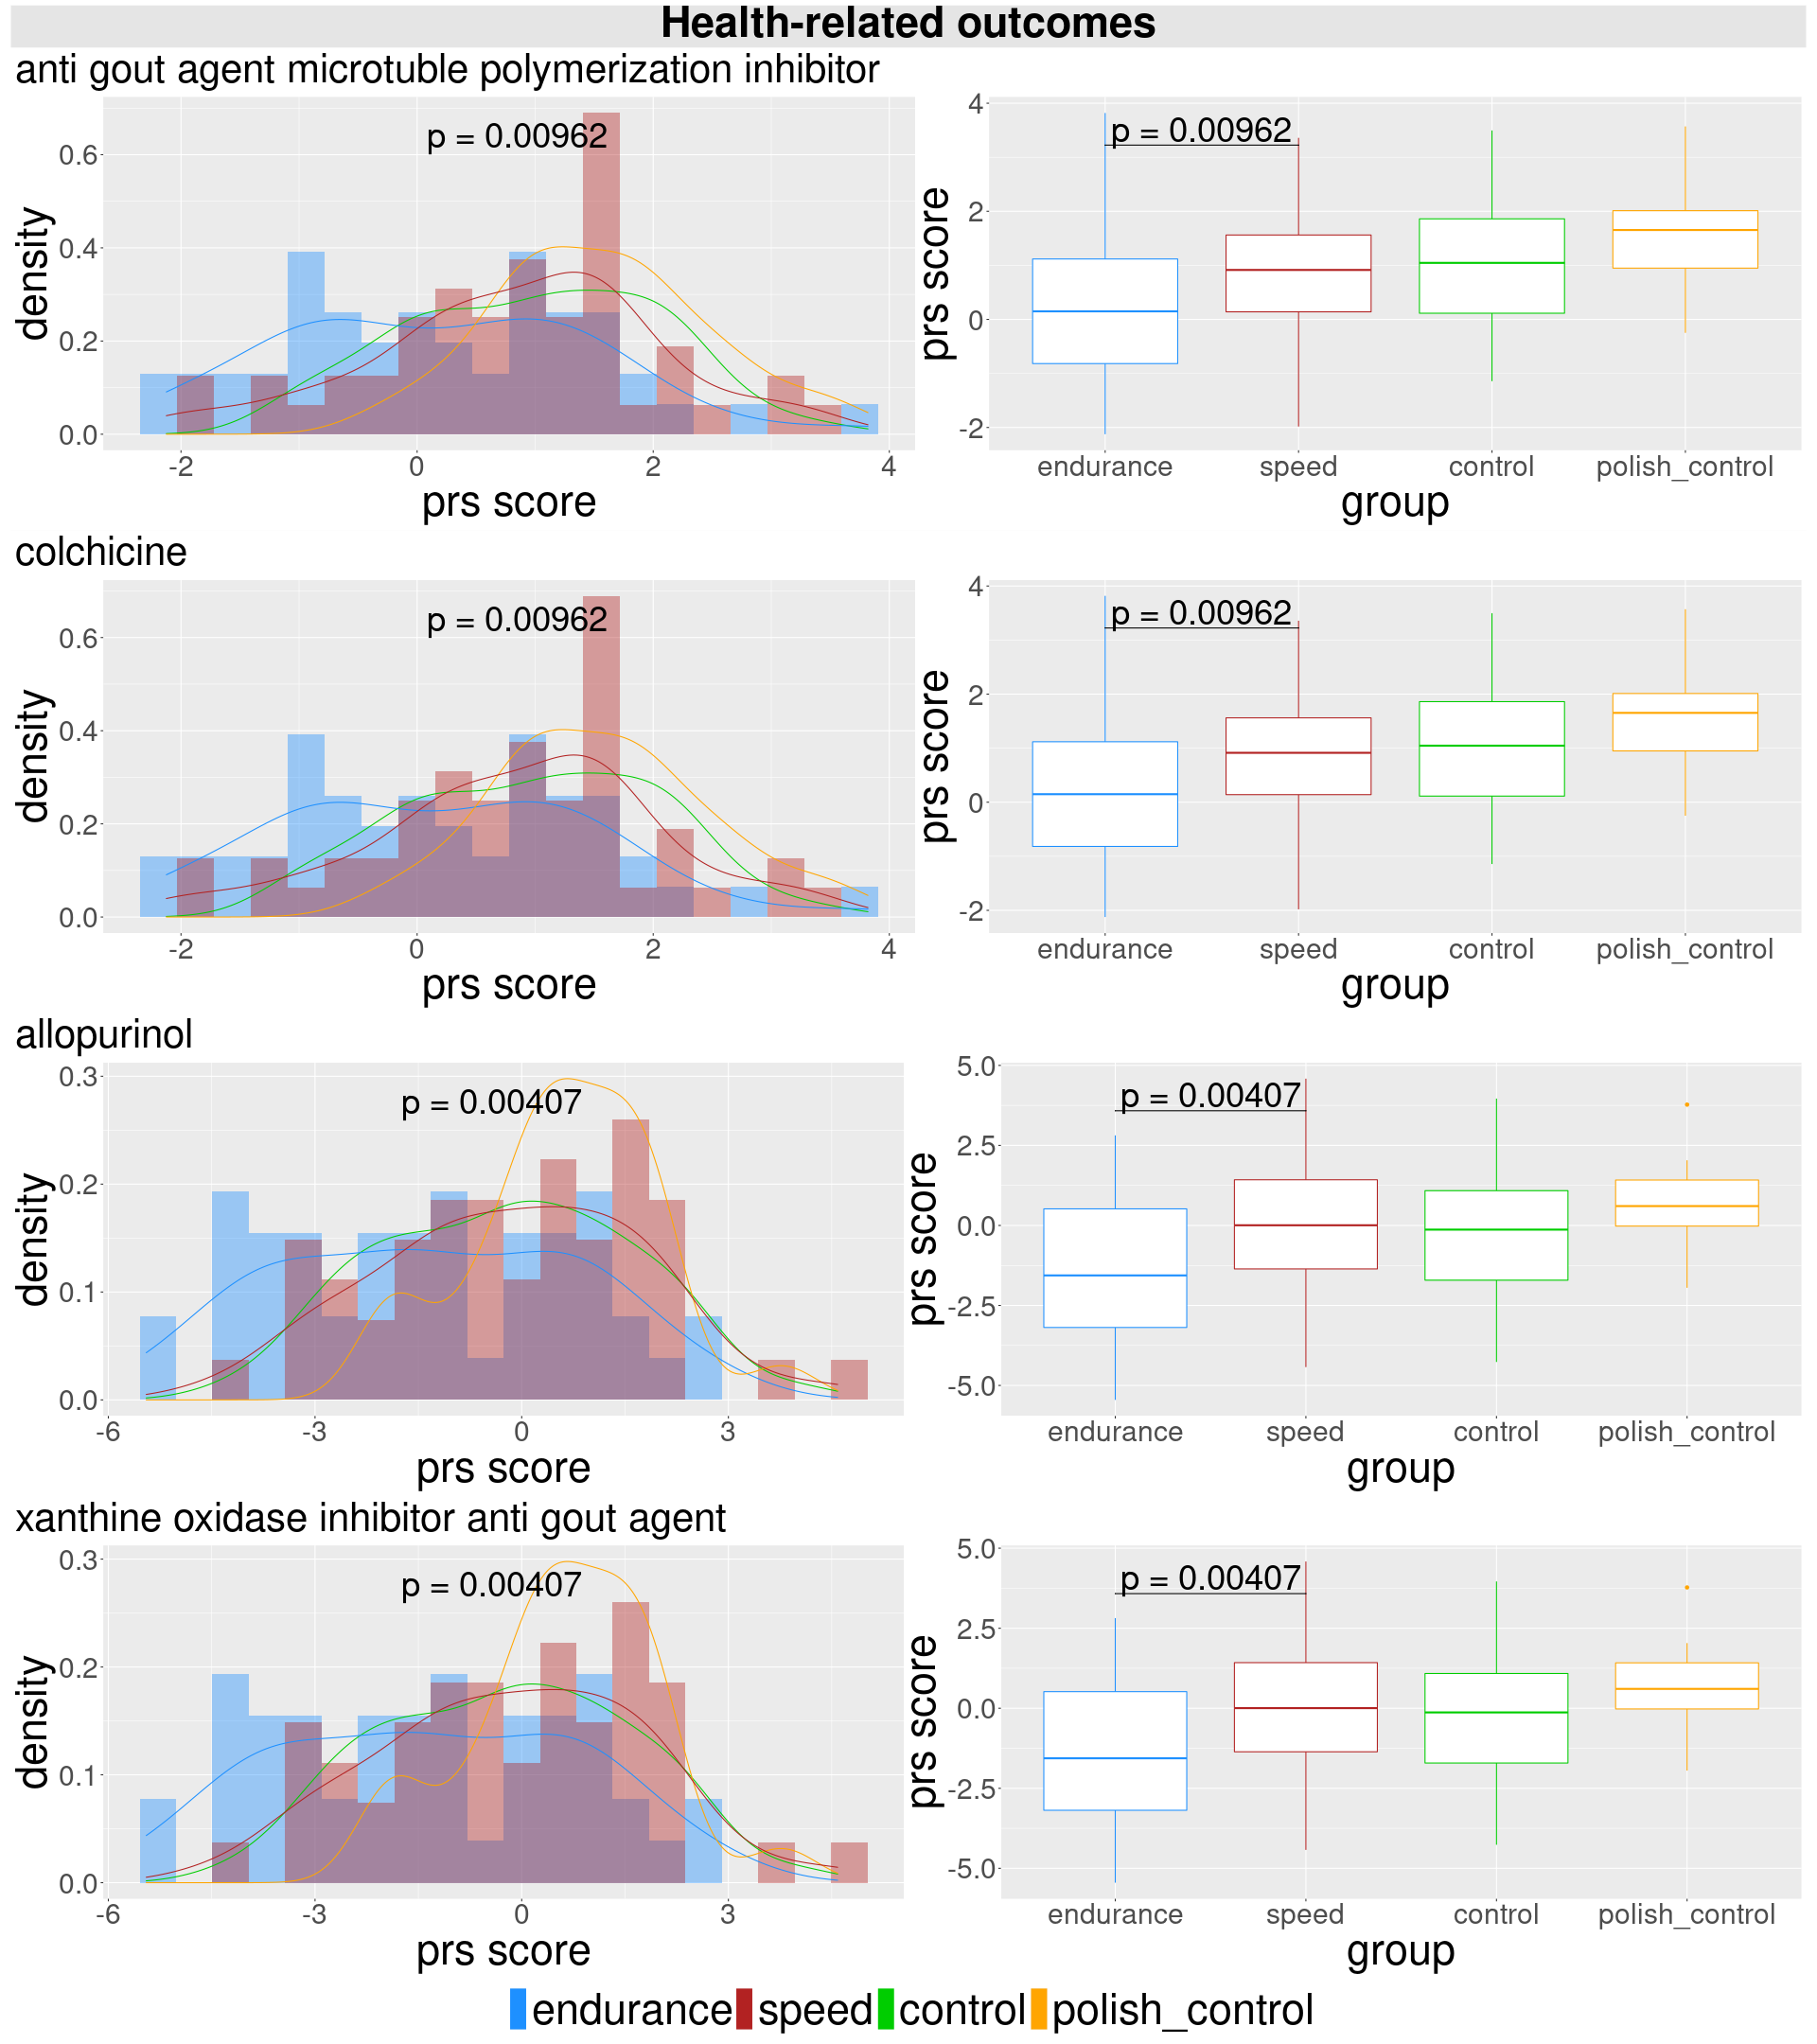 Health-related outcomes
anti gout agent microtuble polymerization inhibitor
p = 0.00962
density
0.6
0.4
0.2
0.0
-2 0 2 4
prs score
p = 0.00962
prs score
4
2
0
-2
endurance speed control polish_control
group
colchicine
p = 0.00962
density
0.6
0.4
0.2
0.0
-2 0 2 4
prs score
p = 0.00962
prs score
4
2
0
-2
endurance speed control polish_control
group
allopurinol
p = 0.00407
density
0.3
0.2
0.1
0.0
-6 -3 0 3
prs score
p = 0.00407
prs score
5.0
2.5
0.0
-2.5
-5.0
endurance speed control polish_control
group
xanthine oxidase inhibitor anti gout agent
p = 0.00407
density
0.3
0.2
0.1
0.0
-6 -3 0 3
prs score
p = 0.00407
prs score
5.0
2.5
0.0
-2.5
-5.0
endurance speed control polish_control
group
endurance speed control polish_control